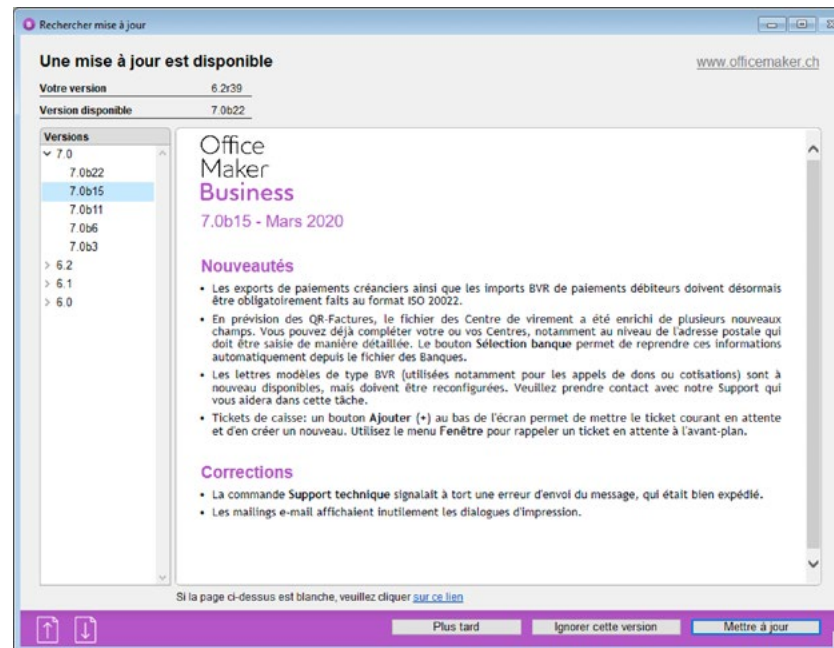 Rechercher mise à jour
Une mise à jour est disponible
www.officemaker.ch
Votre version 6.2r39
Version disponible 7.0b22
Versions
7.0
7.0b22
7.0b15
7.0b11
7.0b6
7.0b3
6.2
6.1
6.0
Office
Maker
Business
7.0b15 - Mars 2020
Nouveautés
• Les exports de paiements créanciers ainsi que les imports BVR de paiements débiteurs doivent désormais
être obligatoirement faits au format ISO 20022.
• En prévision des QR-Factures, le fichier des Centre de virement a été enrichi de plusieurs nouveaux
champs. Vous pouvez déjà compléter votre ou vos Centres, notamment au niveau de l'adresse postale qui
doit être saisie de manière détaillée. Le bouton Sélection banque permet de reprendre ces informations
automatiquement depuis le fichier des Banques.
• Les lettres modèles de type BVR (utilisées notamment pour les appels de dons ou cotisations) sont à
nouveau disponibles, mais doivent être reconfigurées. Veuillez prendre contact avec notre Support qui
vous aidera dans cette tâche.
• Tickets de caisse: un bouton Ajouter (+) au bas de l'écran permet de mettre le ticket courant en attente
et d'en créer un nouveau. Utilisez le menu Fenêtre pour rappeler un ticket en attente à l'avant-plan.
Corrections
• La commande Support technique signalait à tort une erreur d'envoi du message, qui était bien expédié.
• Les mailings e-mail affichaient inutilement les dialogues d'impression.
Si la page ci-dessus est blanche, veuillez cliquer sur ce lien
Plus tard
Ignorer cette version
Mettre à jour